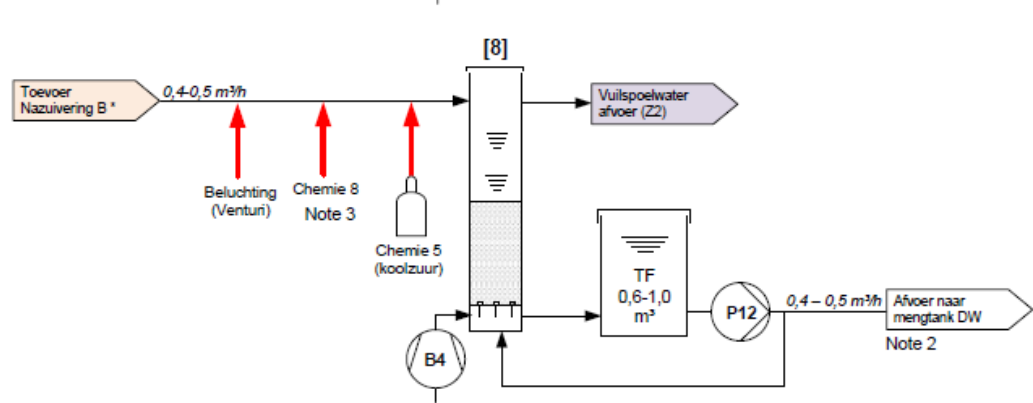 [8]
Toevoer
Nazuivering B *
0,4-0,5 m³/h
Vuilspoelwater
afvoer (Z2)
Beluchting
(Venturi)
Chemie 8
Note 3
Chemie 5
(koolzuur)
TF
0,6-1,0
m³
P12
0,4 – 0,5 m³/h
Afvoer naar
mengtank DW
Note 2
B4